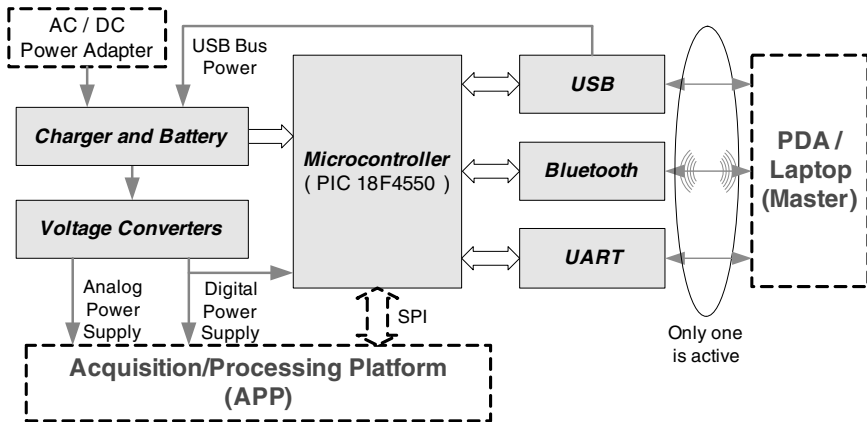 AC / DC
Power Adapter
USB Bus
Power
Charger and Battery
Voltage Converters
Microcontroller
( PIC 18F4550 )
USB
Bluetooth
UART
PDA /
Laptop
(Master)
Analog
Power
Supply
Digital
Power
Supply
SPI
Only one
is active
Acquisition/Processing Platform
(APP)